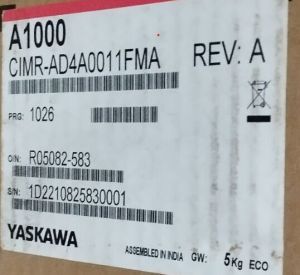 A1000
CIMR-AD4A0011FMA REV: A
PRG: 1026
O/N: R05082-583
S/N: 1D2210825830001
YASKAWA
ASSEMBLED IN INDIA GW: 5Kg ECO